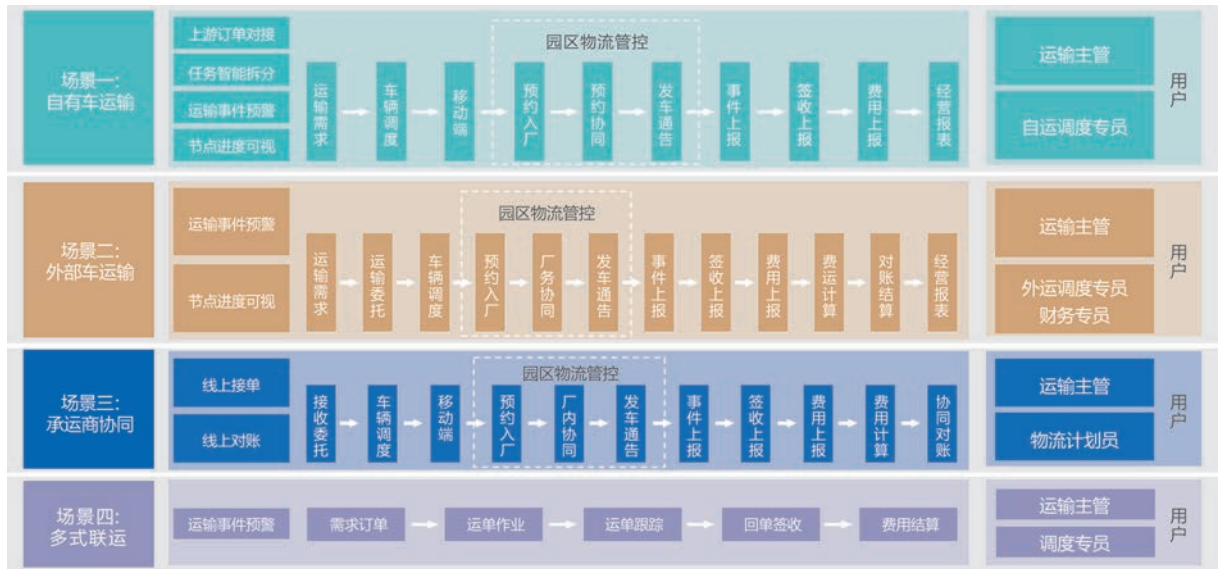 场景一:
自有车运输
上游订单对接
任务智能拆分
运输事件预警
节点进度可视
园区物流管控
运输需求
车辆调度
移动端
预约入厂
预约协同
发车通告
事件上报
签收上报
费用上报
经营报表
运输主管
自运调度专员
用户
场景二:
外部车运输
运输事件预警
节点进度可视
园区物流管控
运输需求
运输委托
车辆调度
预约入厂
厂务协同
发车通告
事件上报
签收上报
费用上报
费运计算
对账结算
经营报表
运输主管
外运调度专员
财务专员
用户
场景三:
承运商协同
线上接单
线上对账
园区物流管控
接收委托
车辆调度
移动端
预约入厂
厂内协同
发车通告
事件上报
签收上报
费用上报
费用计算
协同对账
运输主管
物流计划员
用户
场景四:
多式联运
运输事件预警
需求订单
运单作业
运单跟踪
回单签收
费用结算
运输主管
调度专员
用户